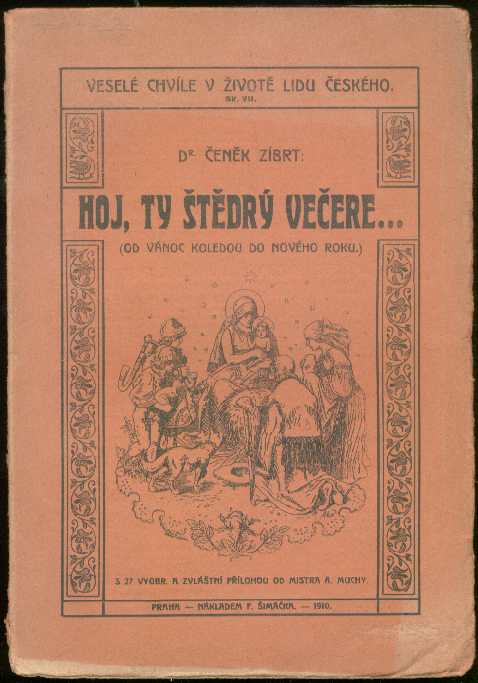 VESELÉ CHVÍLE V ŽIVOTĚ LIDU ČESKÉHO.
SV. VII.
DR. ČENĚK ZÍBRT:
HOJ, TY ŠTĚDRÝ VEČERE...
(OD VÁNOC KOLEDOU DO NOVÉHO ROKU.)
S 27 VYOBR. A ZVLÁŠTNÍ PŘÍLOHOU OD MISTRA A. MUCHY.
PRAHA — NÁKLADEM F. ŠIMÁČKA. — 1910.